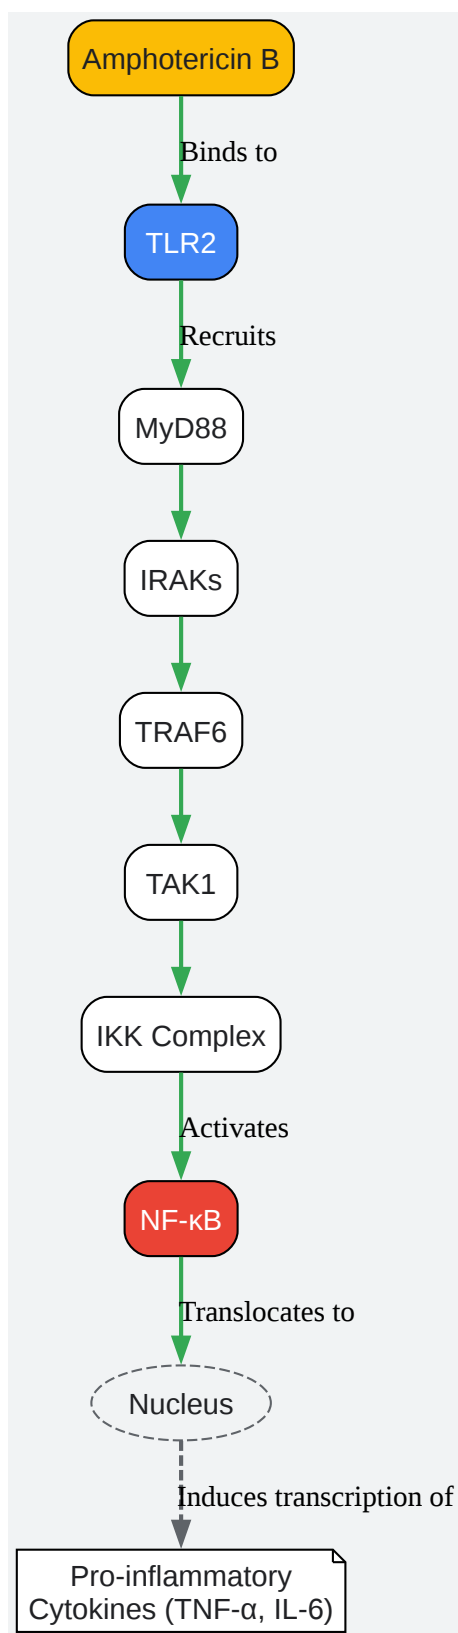 Amphotericin B
Binds to
TLR2
Recruits
MyD88
IRAKs
TRAF6
TAK1
IKK Complex
Activates
NF-κB
Translocates to
Nucleus
Induces transcription of
Pro-inflammatory
Cytokines (TNF-α, IL-6)